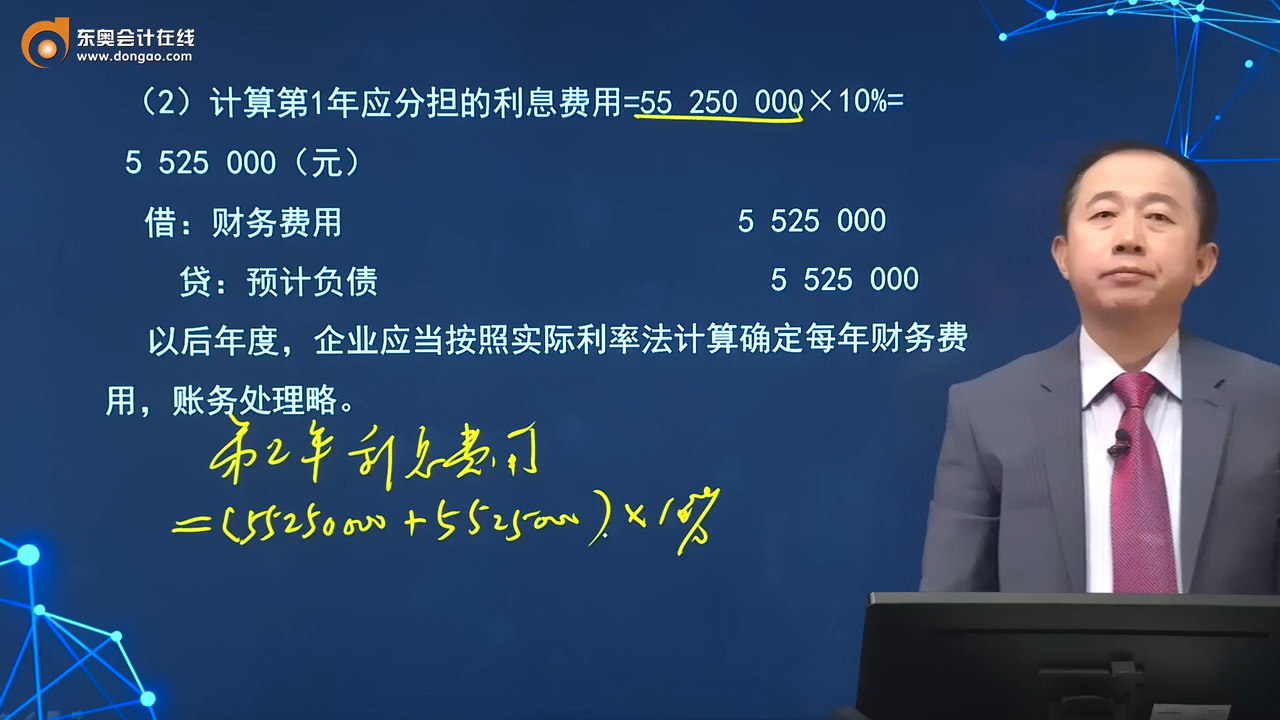 东奥会计在线
www.dongao.com
（2）计算第1年应分担的利息费用=55 250 000×10%=
5 525 000（元）
借：财务费用 5 525 000
贷：预计负债 5 525 000
以后年度，企业应当按照实际利率法计算确定每年财务费
用，账务处理略。
第2年利息费用
=(55250000+5525000)×10%